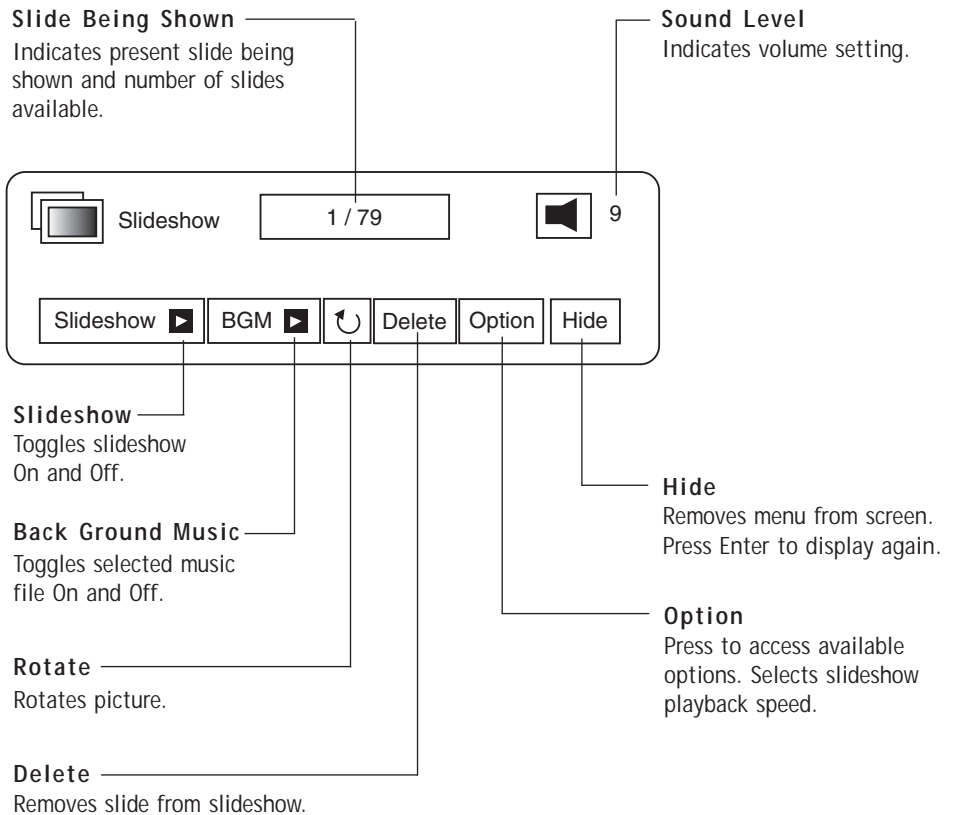 Slide Being Shown
Indicates present slide being
shown and number of slides
available.
Sound Level
Indicates volume setting.
Slideshow
1 / 79
9
Slideshow
BGM
Delete
Option
Hide
Slideshow
Toggles slideshow
On and Off.
Back Ground Music
Toggles selected music
file On and Off.
Rotate
Rotates picture.
Delete
Removes slide from slideshow.
Hide
Removes menu from screen.
Press Enter to display again.
Option
Press to access available
options. Selects slideshow
playback speed.